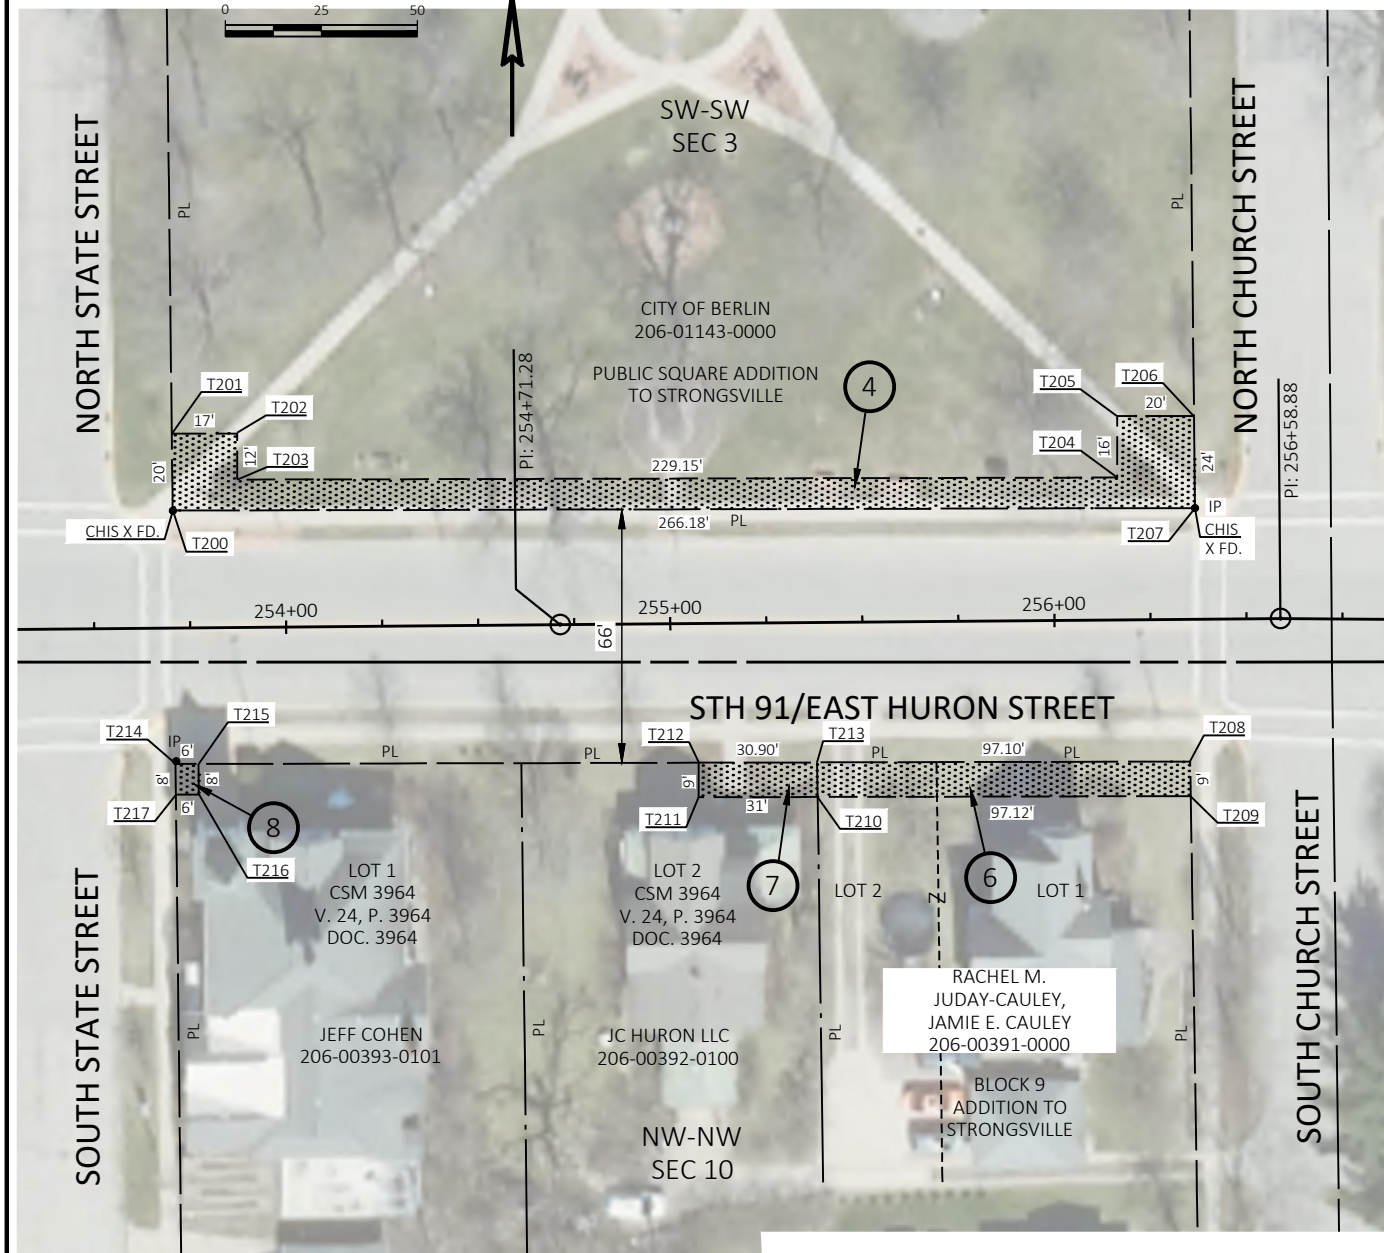 0 25 50
SW-SW
SEC 3
NORTH STATE STREET
NORTH CHURCH STREET
PL
PL
CITY OF BERLIN
206-01143-0000
PUBLIC SQUARE ADDITION
TO STRONGSVILLE
4
PI: 254+71.28
PI: 256+58.88
T201
17'
T202
12'
T203
20'
T205
T206
20'
T204
16'
24'
229.15'
266.18'
PL
CHIS X FD.
T200
T207
IP
CHIS
X FD.
254+00
255+00
256+00
66'
STH 91/EAST HURON STREET
T214
IP
6'
T215
8'
8'
T217
6'
T216
8
PL
PL
T212
30.90'
T213
PL
97.10'
PL
T208
9'
9'
T211
31'
T210
97.12'
T209
7
6
LOT 1
CSM 3964
V. 24, P. 3964
DOC. 3964
LOT 2
CSM 3964
V. 24, P. 3964
DOC. 3964
LOT 2
Z
LOT 1
SOUTH STATE STREET
SOUTH CHURCH STREET
PL
JEFF COHEN
206-00393-0101
PL
JC HURON LLC
206-00392-0100
PL
RACHEL M.
JUDAY-CAULEY,
JAMIE E. CAULEY
206-00391-0000
PL
BLOCK 9
ADDITION TO
STRONGSVILLE
NW-NW
SEC 10